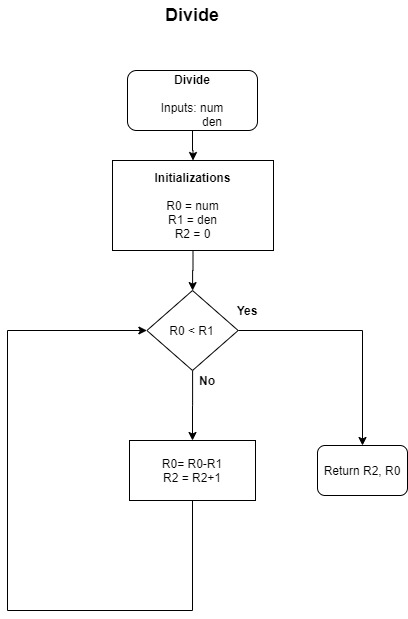 Divide
Divide
Inputs: num
den
Initializations
R0 = num
R1 = den
R2 = 0
R0 < R1
Yes
No
R0= R0-R1
R2 = R2+1
Return R2, R0